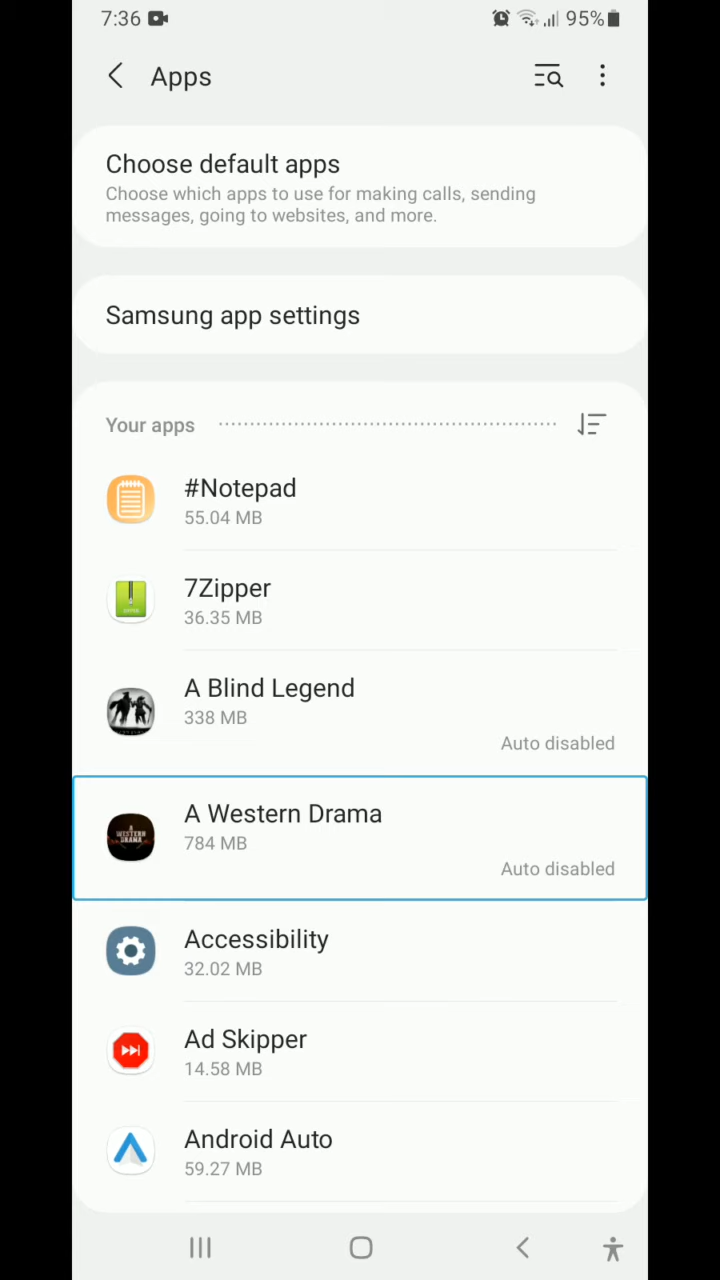 7:36
95%
Apps
Choose default apps
Choose which apps to use for making calls, sending
messages, going to websites, and more.
Samsung app settings
Your apps
#Notepad
55.04 MB
7Zipper
36.35 MB
A Blind Legend
338 MB
Auto disabled
A WESTERN DRAMA
A Western Drama
784 MB
Auto disabled
Accessibility
32.02 MB
Ad Skipper
14.58 MB
Android Auto
59.27 MB